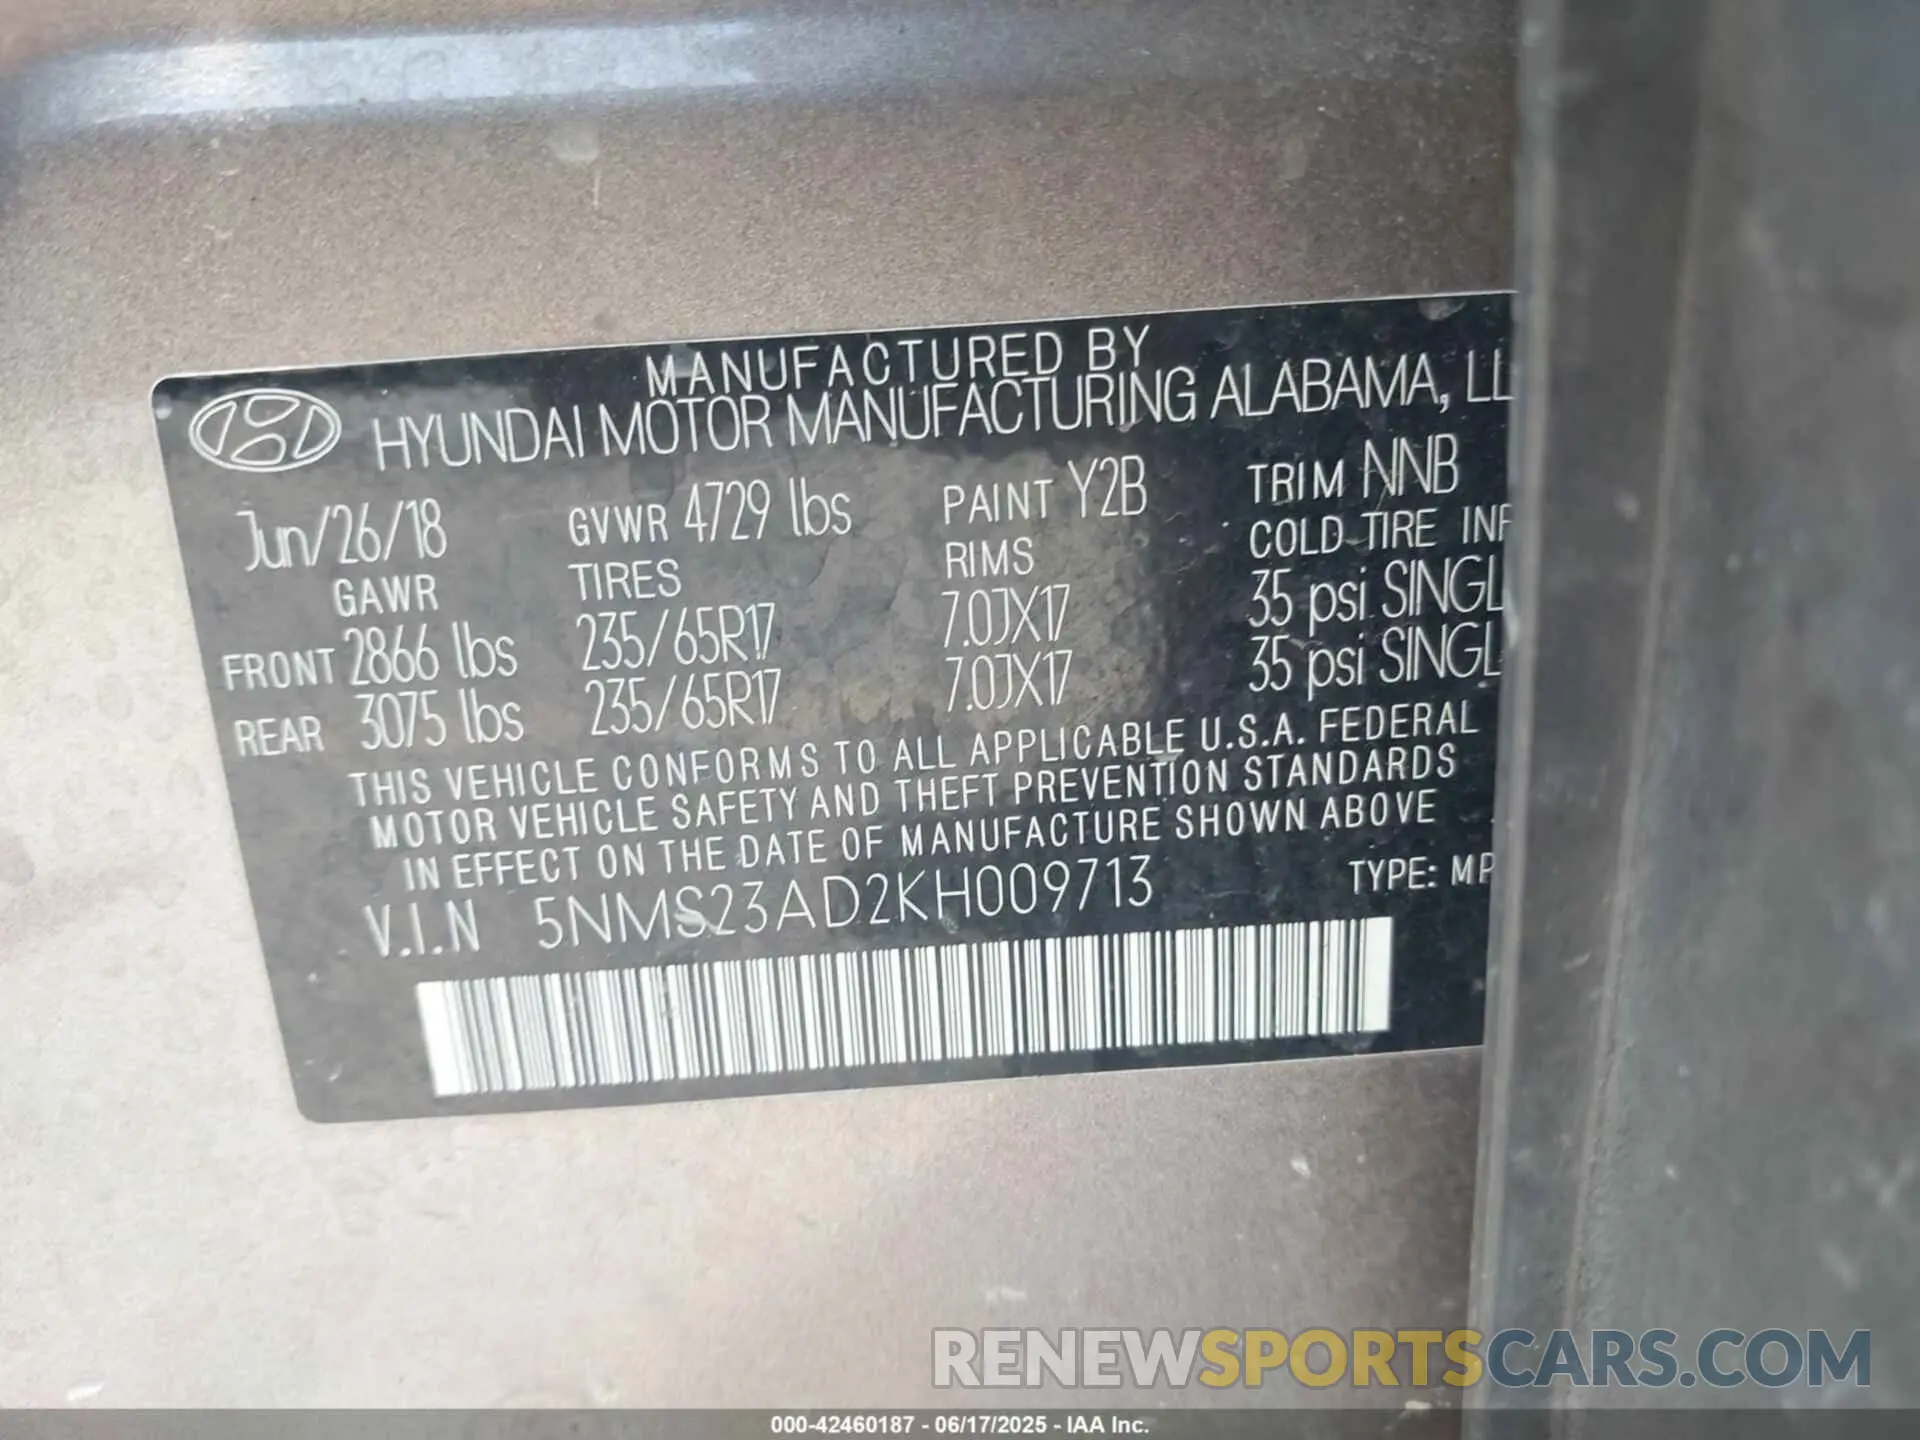 MANUFACTURED BY
HYUNDAI MOTOR MANUFACTURING ALABAMA, LL
Jun/26/18 GVWR 4729 lbs PAINT Y2B TRIM NNB
GAWR TIRES RIMS COLD TIRE INF
FRONT 2866 lbs 235/65R17 7.0JX17 35 psi SINGL
REAR 3075 lbs 235/65R17 7.0JX17 35 psi SINGL
THIS VEHICLE CONFORMS TO ALL APPLICABLE U.S.A. FEDERAL
MOTOR VEHICLE SAFETY AND THEFT PREVENTION STANDARDS
IN EFFECT ON THE DATE OF MANUFACTURE SHOWN ABOVE
V.I.N 5NMS23AD2KH009713 TYPE: MP
RENEWSPORTSCARS.COM
000-42460187 - 06/17/2025 - IAA Inc.